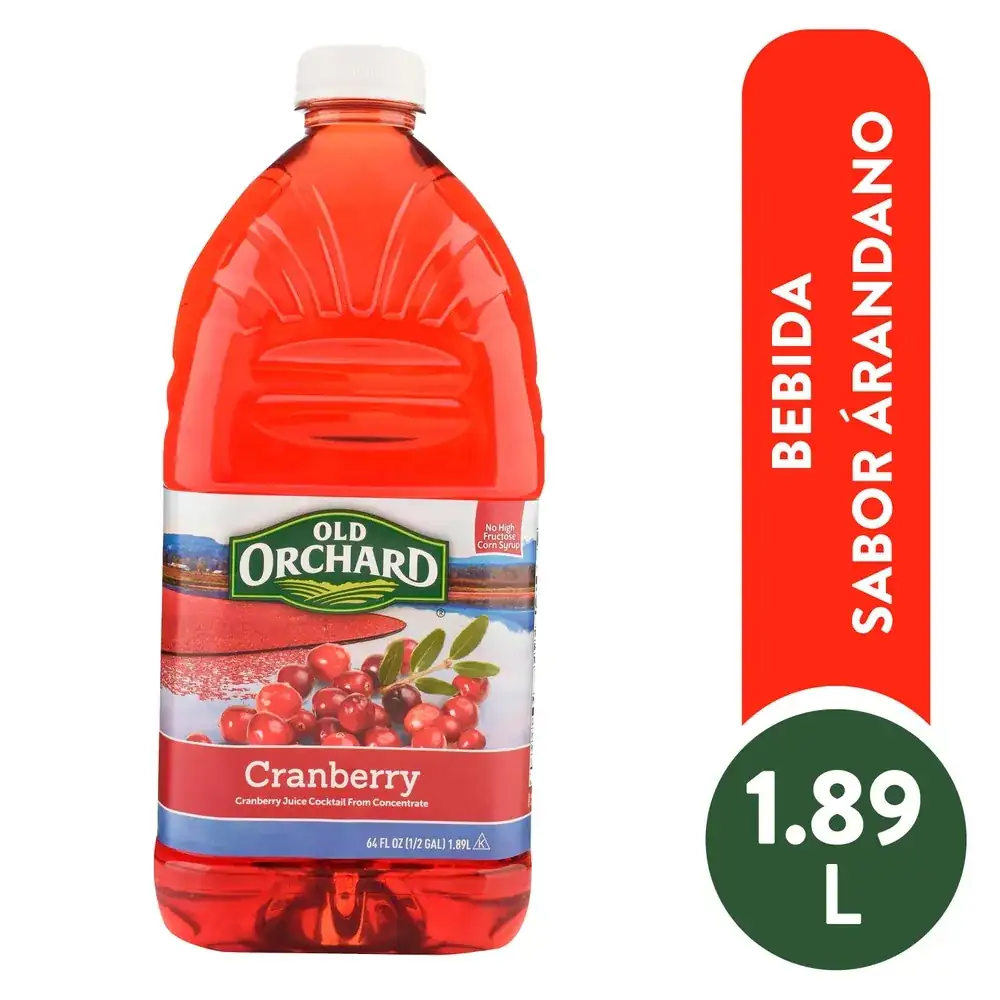 OLD
ORCHARD
®
No High
Fructose
Corn Syrup
Cranberry
Cranberry Juice Cocktail From Concentrate
64 FL OZ (1/2 GAL) 1.89L K
BEBIDA
SABOR ÁRANDANO
1.89
L